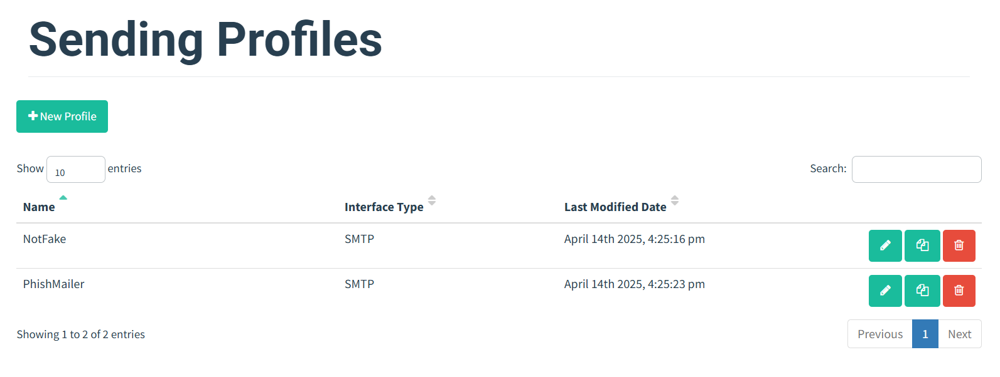 Sending Profiles
New Profile
Show 10 entries Search:
Name Interface Type Last Modified Date
NotFake SMTP April 14th 2025, 4:25:16 pm
PhishMailer SMTP April 14th 2025, 4:25:23 pm
Showing 1 to 2 of 2 entries Previous 1 Next